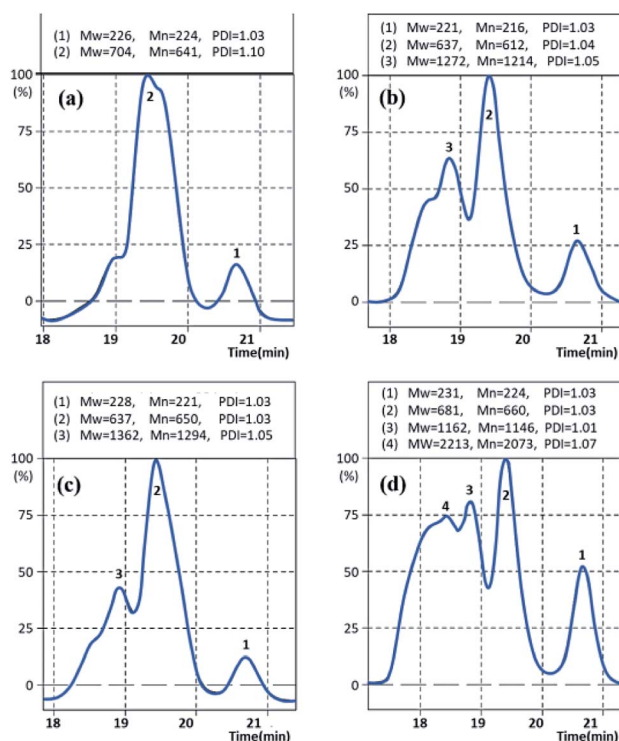 (1) Mw=226, Mn=224, PDI=1.03
(2) Mw=704, Mn=641, PDI=1.10
100
(%)
75
50
25
0
(a)
2
1
18 19 20 21
Time(min)
(1) Mw=221, Mn=216, PDI=1.03
(2) Mw=637, Mn=612, PDI=1.04
(3) Mw=1272, Mn=1214, PDI=1.05
100
(%)
75
50
25
0
(b)
3
2
1
18 19 20 21
Time(min)
(1) Mw=228, Mn=221, PDI=1.03
(2) Mw=637, Mn=650, PDI=1.03
(3) Mw=1362, Mn=1294, PDI=1.05
100
(%)
75
50
25
0
(c)
2
3
1
18 19 20 21
Time(min)
(1) Mw=231, Mn=224, PDI=1.03
(2) Mw=681, Mn=660, PDI=1.03
(3) Mw=1162, Mn=1146, PDI=1.01
(4) MW=2213, Mn=2073, PDI=1.07
100
(%)
75
50
25
0
(d)
4
3
2
1
18 19 20 21
Time(min)